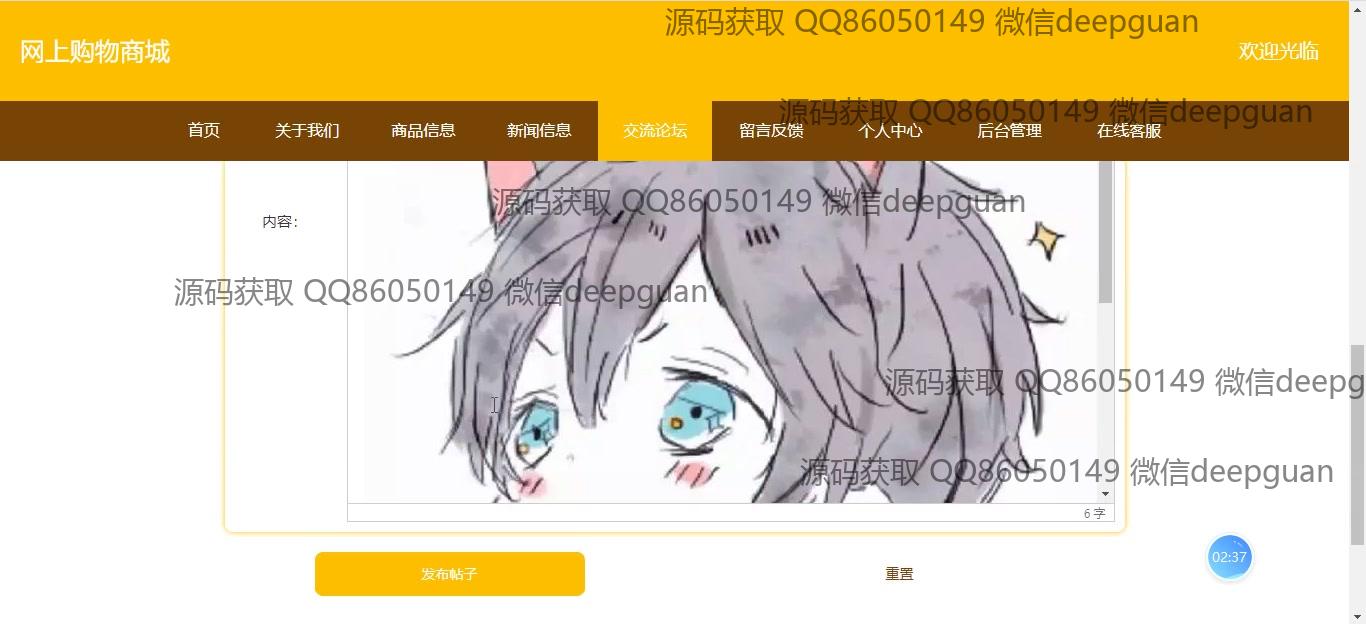 源码获取 QQ86050149 微信deepguan
网上购物商城
欢迎光临
源码获取 QQ86050149 微信deepguan
首页 关于我们 商品信息 新闻信息 交流论坛 留言反馈 个人中心 后台管理 在线客服
源码获取 QQ86050149 微信deepguan
内容：
源码获取 QQ86050149 微信deepguan
源码获取 QQ86050149 微信deepg
源码获取 QQ86050149 微信deepguan
6 字
02:37
发布帖子
重置